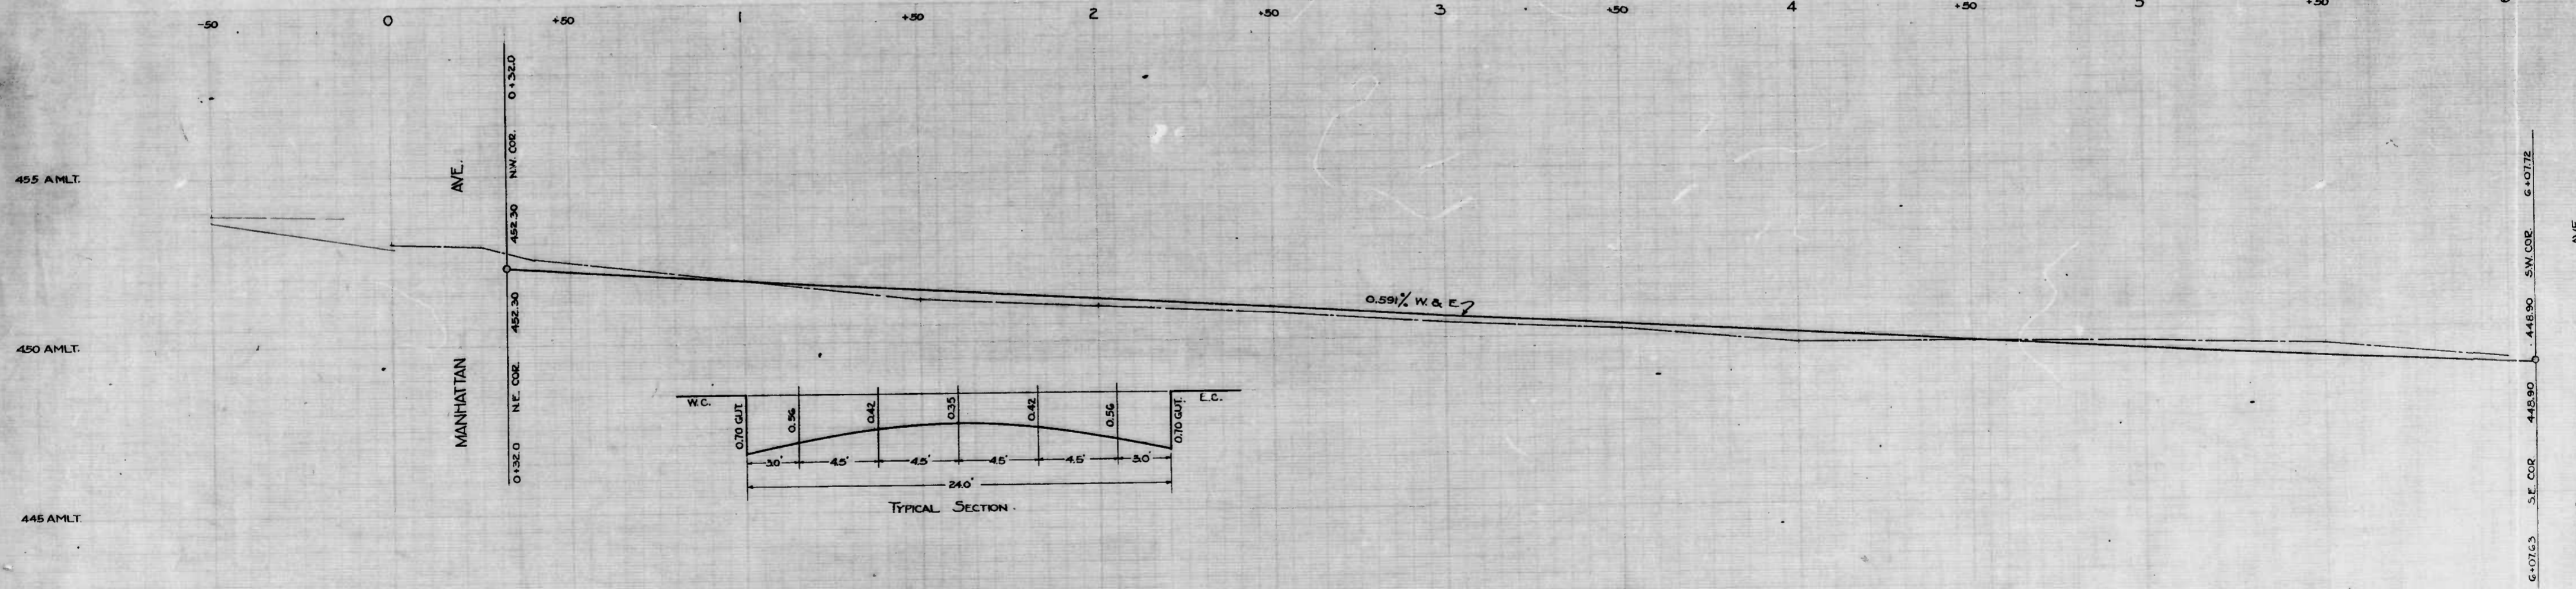 -50 0 +50 1 +50 2 +50 3 +50 4 +50 5 +50
455 AMLT.
450 AMLT.
445 AMLT.
MANHATTAN AVE.
452.30 N.W. COR. 0+32.0
0+32.0 N.E. COR. 452.30
0.591% W. & E.
W.C.
E.C.
0.70 GUT. 0.56 0.42 0.35 0.42 0.56 0.70 GUT.
3.0' 4.5' 4.5' 4.5' 4.5' 3.0'
24.0'
TYPICAL SECTION.
448.90 S.W. COR. 6+07.72
6+07.63 S.E. COR 448.90
AVE